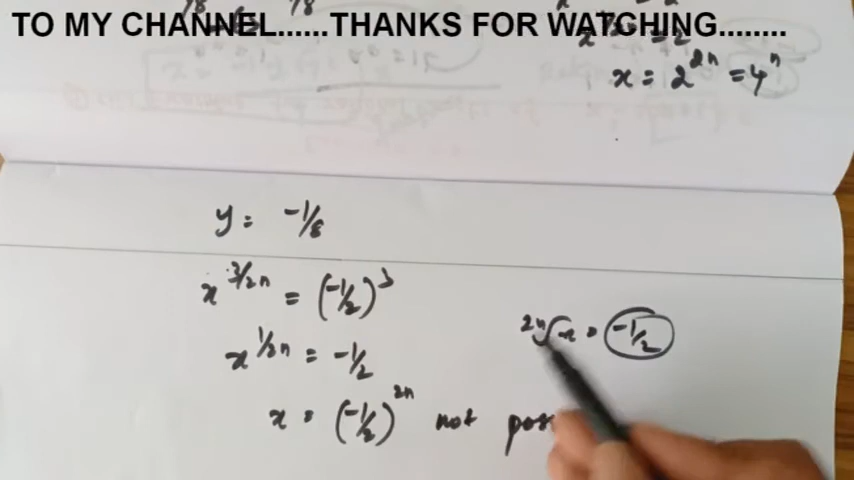 TO MY CHANNEL......THANKS FOR WATCHING........
x = 2^2n = 4^n
y = -1/8
x^3/2n = (-1/2)^3
x^1/2n = -1/2
2n√x = -1/2
x = (-1/2)^2n not